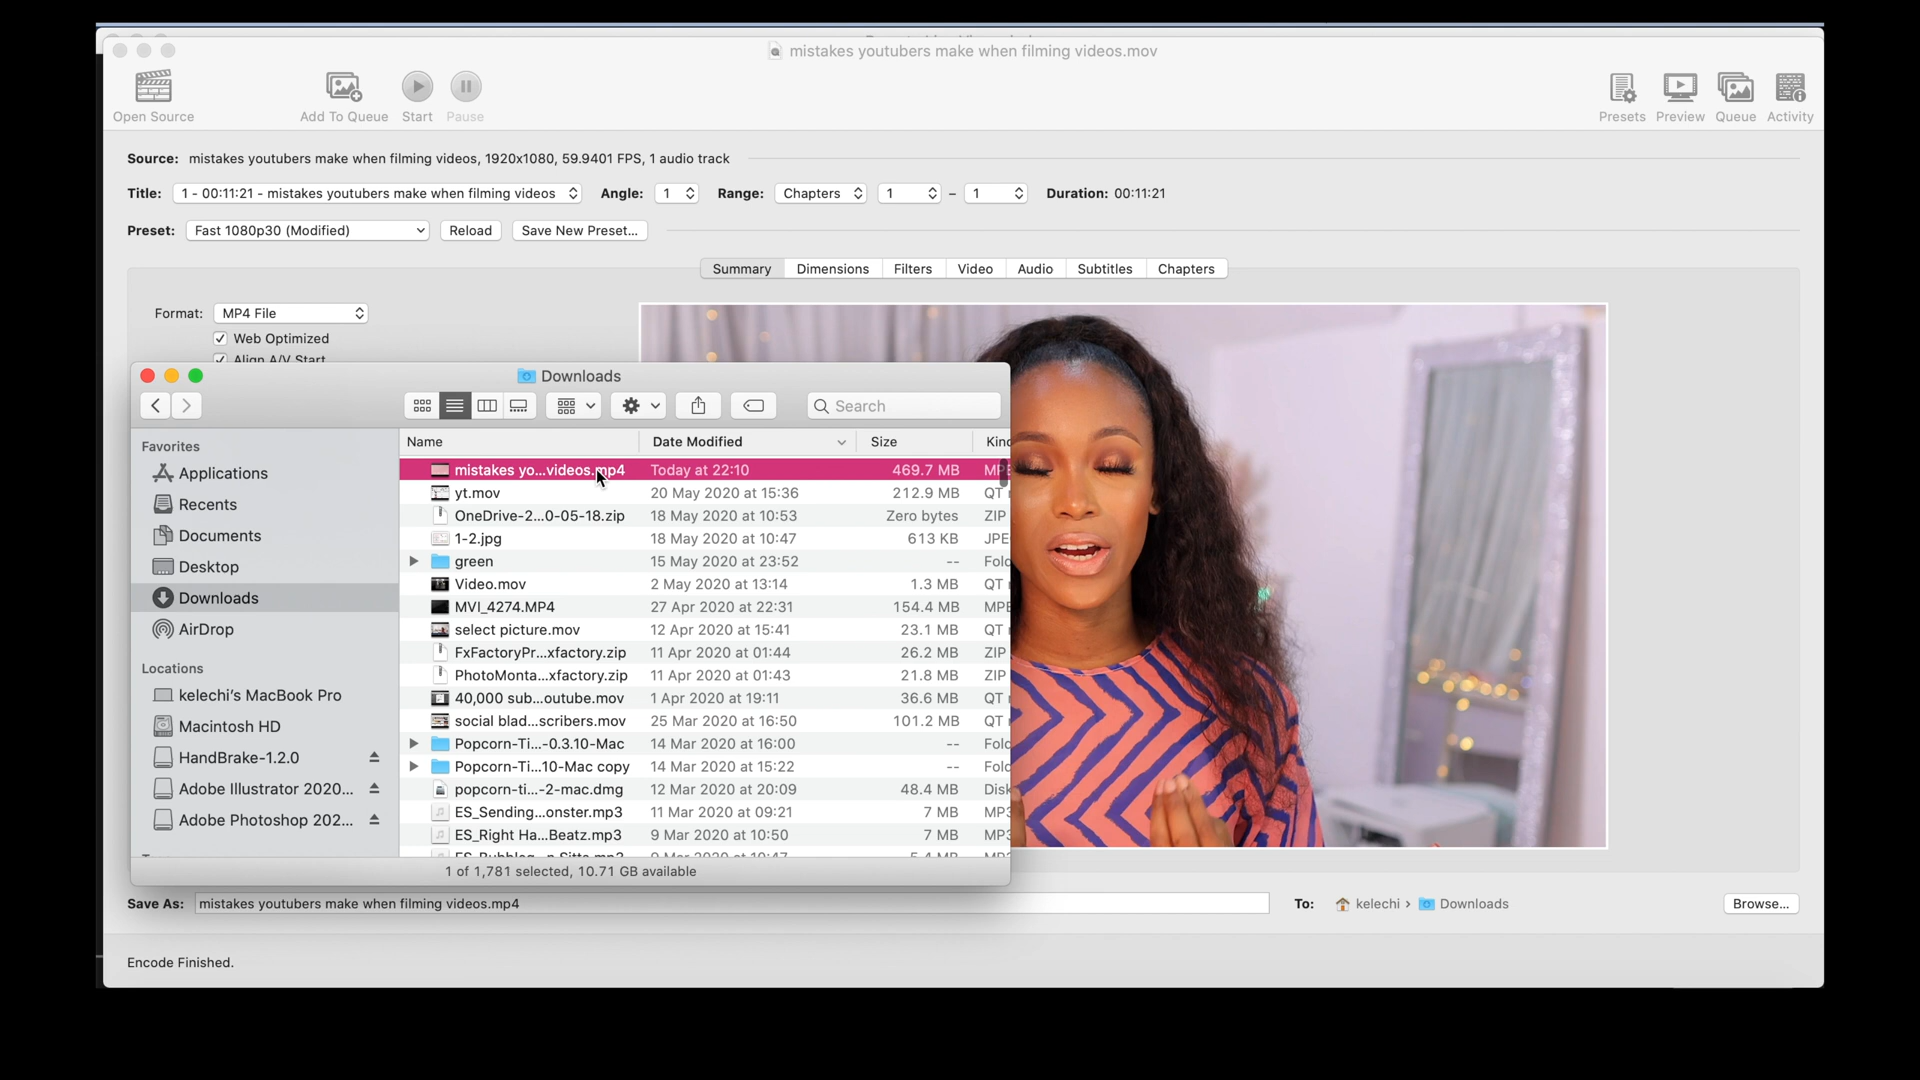 mistakes youtubers make when filming videos.mov
Open Source
Add To Queue
Start
Pause
Presets
Preview
Queue
Activity
Source: mistakes youtubers make when filming videos, 1920x1080, 59.9401 FPS, 1 audio track
Title: 1 - 00:11:21 - mistakes youtubers make when filming videos Angle: 1 Range: Chapters 1 – 1 Duration: 00:11:21
Preset: Fast 1080p30 (Modified) Reload Save New Preset...
Summary Dimensions Filters Video Audio Subtitles Chapters
Format: MP4 File
Web Optimized
Align A/V Start
Downloads
Search
Favorites
Applications
Recents
Documents
Desktop
Downloads
AirDrop
Locations
kelechi's MacBook Pro
Macintosh HD
HandBrake-1.2.0
Adobe Illustrator 2020...
Adobe Photoshop 202...
Name Date Modified Size Kind
mistakes yo...videos.mp4 Today at 22:10 469.7 MB MPE
yt.mov 20 May 2020 at 15:36 212.9 MB QT
OneDrive-2...0-05-18.zip 18 May 2020 at 10:53 Zero bytes ZIP
1-2.jpg 18 May 2020 at 10:47 613 KB JPE
green 15 May 2020 at 23:52 -- Fold
Video.mov 2 May 2020 at 13:14 1.3 MB QT
MVI_4274.MP4 27 Apr 2020 at 22:31 154.4 MB MPE
select picture.mov 12 Apr 2020 at 15:41 23.1 MB QT
FxFactoryPr...xfactory.zip 11 Apr 2020 at 01:44 26.2 MB ZIP
PhotoMonta...xfactory.zip 11 Apr 2020 at 01:43 21.8 MB ZIP
40,000 sub...outube.mov 1 Apr 2020 at 19:11 36.6 MB QT
social blad...scribers.mov 25 Mar 2020 at 16:50 101.2 MB QT
Popcorn-Ti...-0.3.10-Mac 14 Mar 2020 at 16:00 -- Fold
Popcorn-Ti...10-Mac copy 14 Mar 2020 at 15:22 -- Fold
popcorn-ti...-2-mac.dmg 12 Mar 2020 at 20:09 48.4 MB Disk
ES_Sending...onster.mp3 11 Mar 2020 at 09:21 7 MB MP3
ES_Right Ha...Beatz.mp3 9 Mar 2020 at 10:50 7 MB MP3
1 of 1,781 selected, 10.71 GB available
Save As: mistakes youtubers make when filming videos.mp4 To: kelechi › Downloads Browse...
Encode Finished.